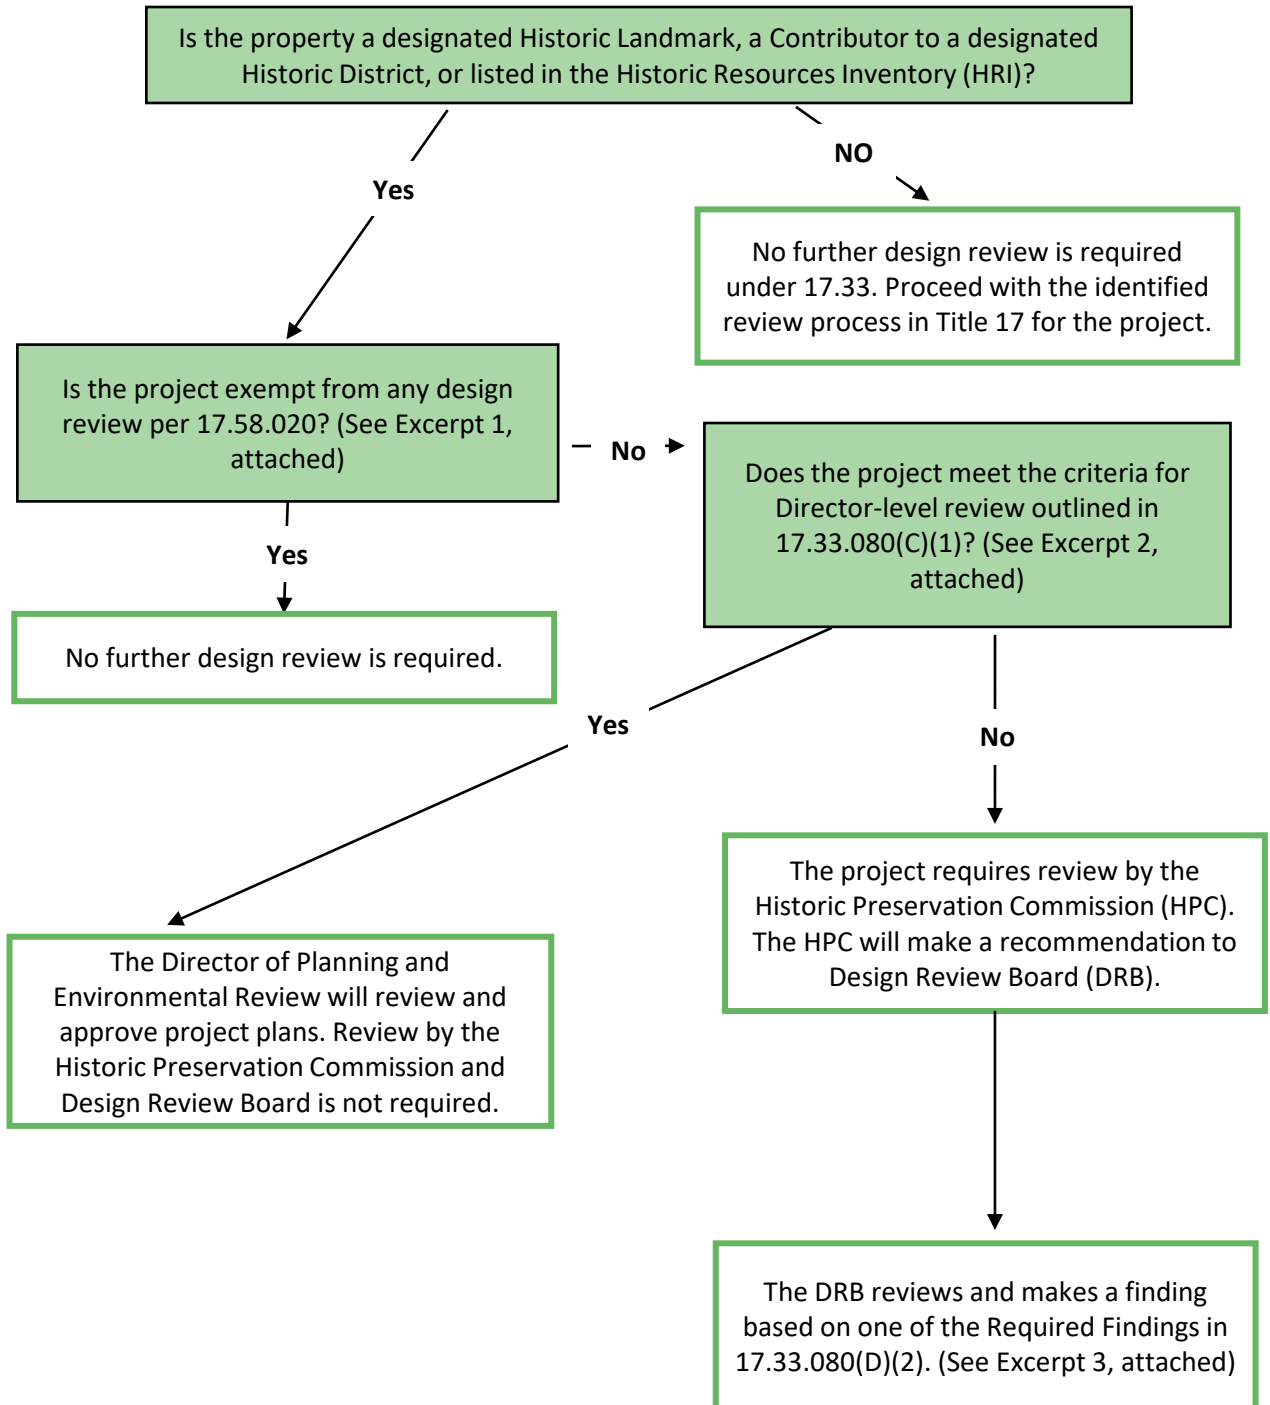 Is the property a designated Historic Landmark, a Contributor to a designated
Historic District, or listed in the Historic Resources Inventory (HRI)?
NO
Yes
No further design review is required
under 17.33. Proceed with the identified
review process in Title 17 for the project.
Is the project exempt from any design
review per 17.58.020? (See Excerpt 1,
attached)
No
Does the project meet the criteria for
Director-level review outlined in
17.33.080(C)(1)? (See Excerpt 2,
attached)
Yes
No further design review is required.
Yes
No
The project requires review by the
Historic Preservation Commission (HPC).
The HPC will make a recommendation to
Design Review Board (DRB).
The Director of Planning and
Environmental Review will review and
approve project plans. Review by the
Historic Preservation Commission and
Design Review Board is not required.
The DRB reviews and makes a finding
based on one of the Required Findings in
17.33.080(D)(2). (See Excerpt 3, attached)